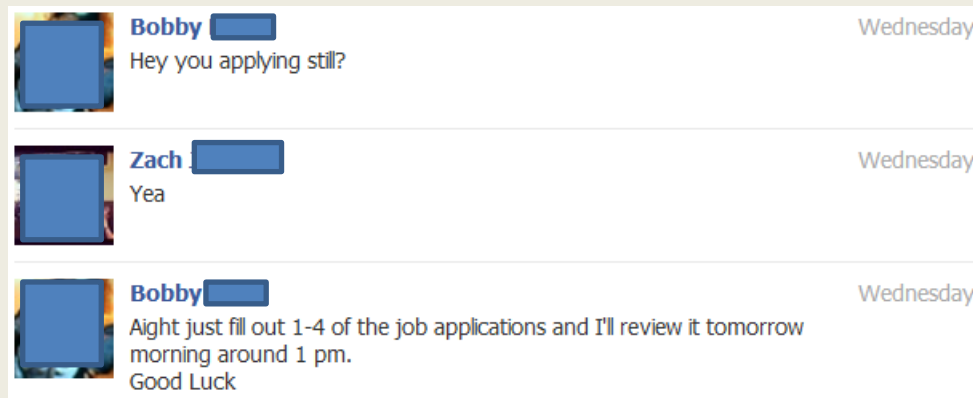 Bobby
Wednesday
Hey you applying still?
Zach
Wednesday
Yea
Bobby
Wednesday
Aight just fill out 1-4 of the job applications and I'll review it tomorrow
morning around 1 pm.
Good Luck